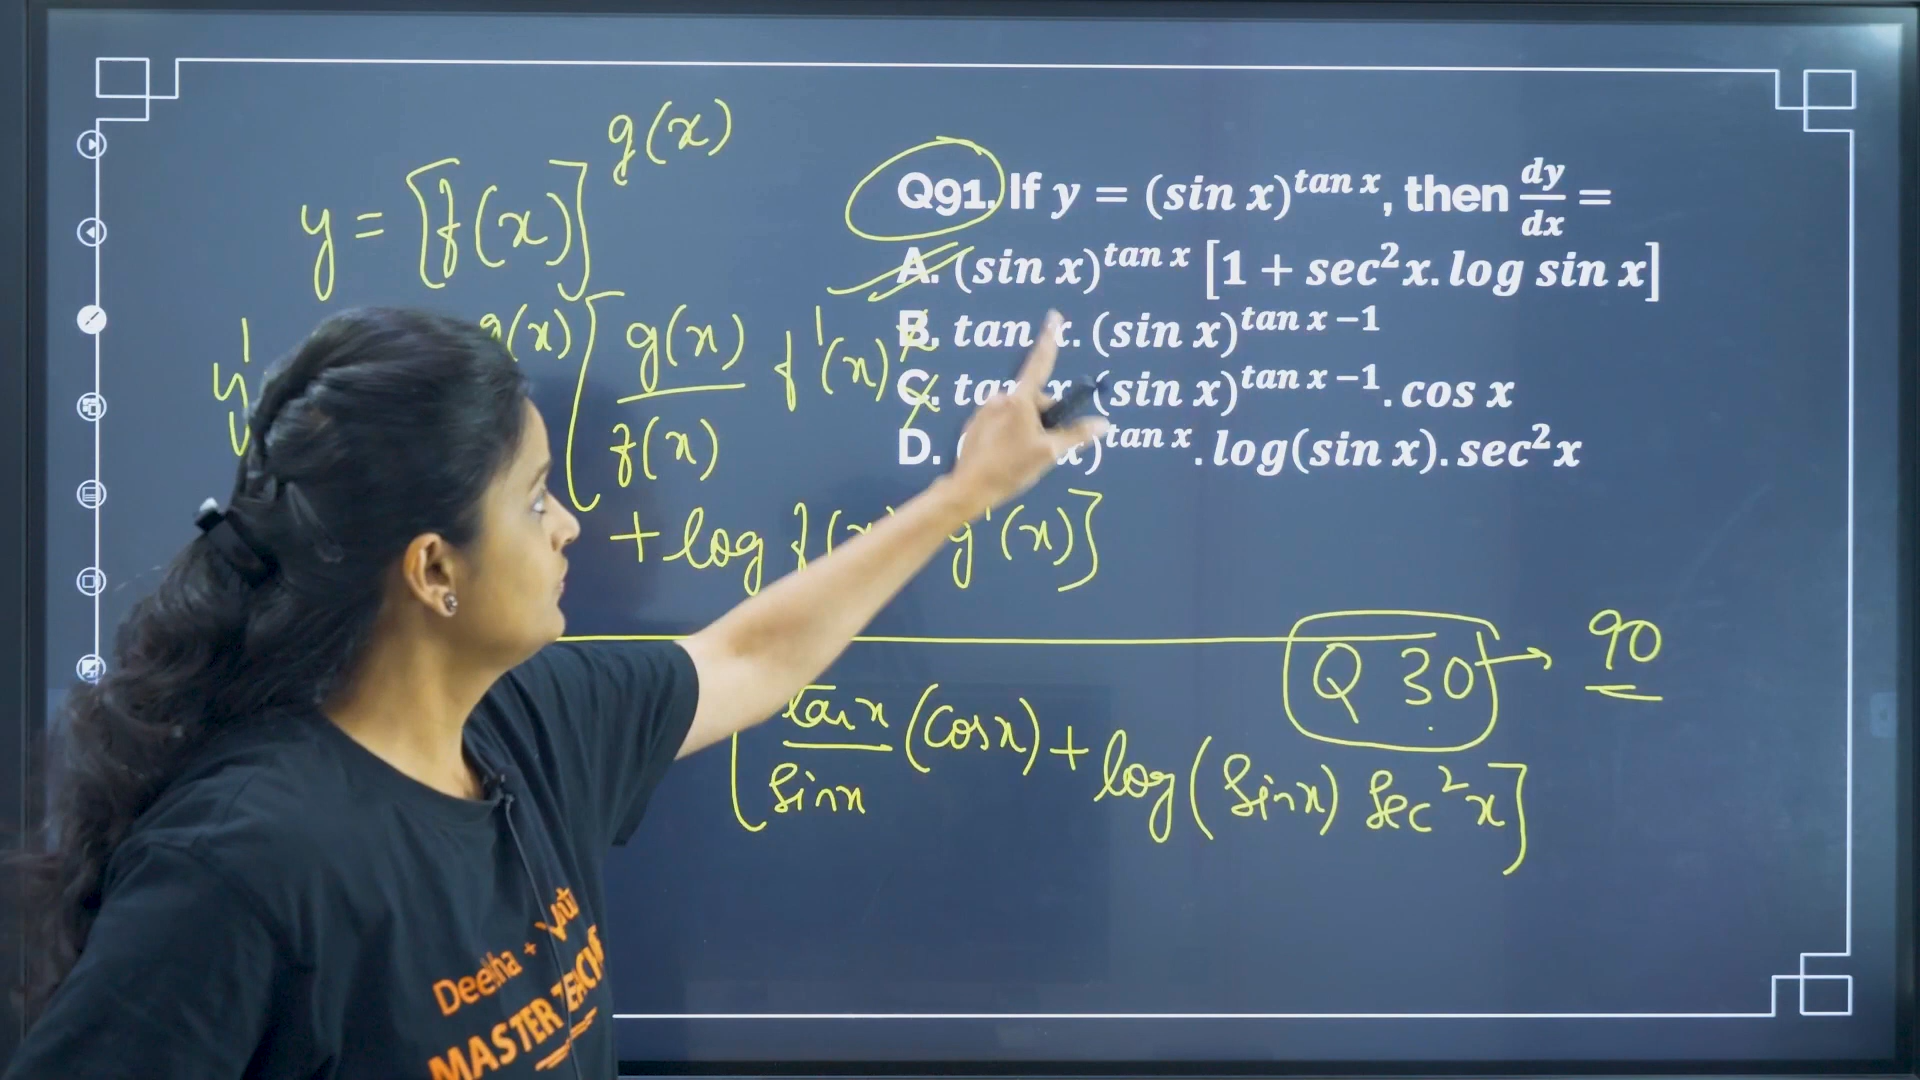 y = [f(x)]^g(x)
y' g(x) [g(x)/f(x) f'(x)
+ log f(x) g'(x)]
Q91. If y = (sin x)^tan x, then dy/dx =
A. (sin x)^tan x [1 + sec²x. log sin x]
B. tan x. (sin x)^tan x −1
C. tan x (sin x)^tan x −1. cos x
D. x)^tan x. log(sin x). sec²x
Q 30 → 90
[tan x/sin x (cos x) + log(sin x) sec²x]
MASTER